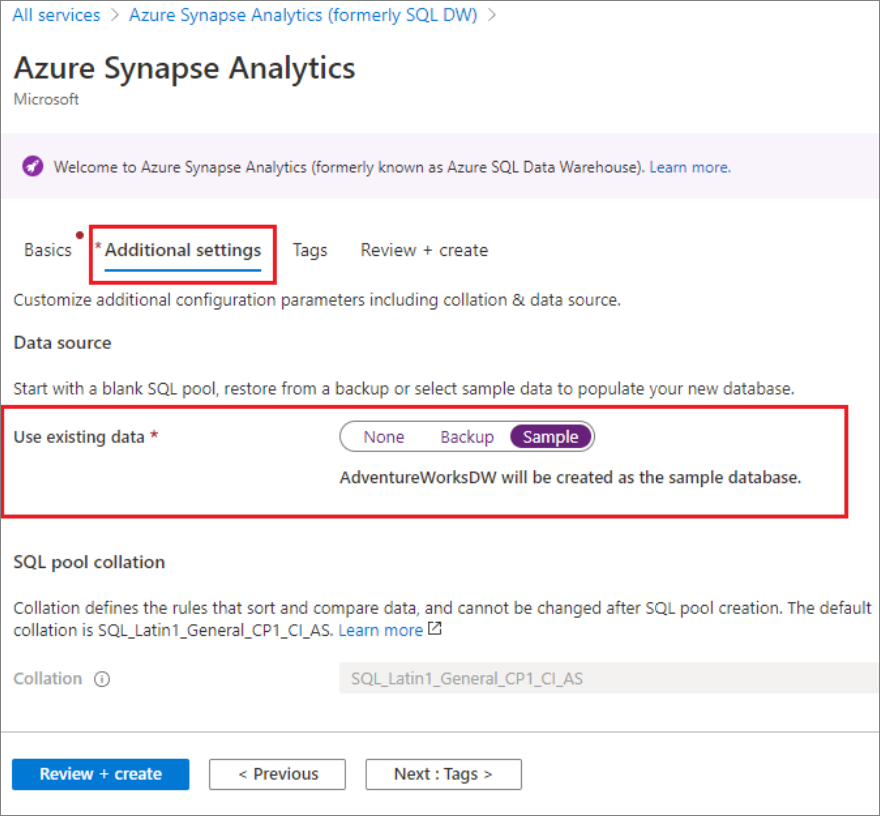 All services > Azure Synapse Analytics (formerly SQL DW) >
Azure Synapse Analytics
Microsoft
Welcome to Azure Synapse Analytics (formerly known as Azure SQL Data Warehouse). Learn more.
Basics * Additional settings Tags Review + create
Customize additional configuration parameters including collation & data source.
Data source
Start with a blank SQL pool, restore from a backup or select sample data to populate your new database.
Use existing data * None Backup Sample
AdventureWorksDW will be created as the sample database.
SQL pool collation
Collation defines the rules that sort and compare data, and cannot be changed after SQL pool creation. The default
collation is SQL_Latin1_General_CP1_CI_AS. Learn more
Collation SQL_Latin1_General_CP1_CI_AS
Review + create < Previous Next : Tags >